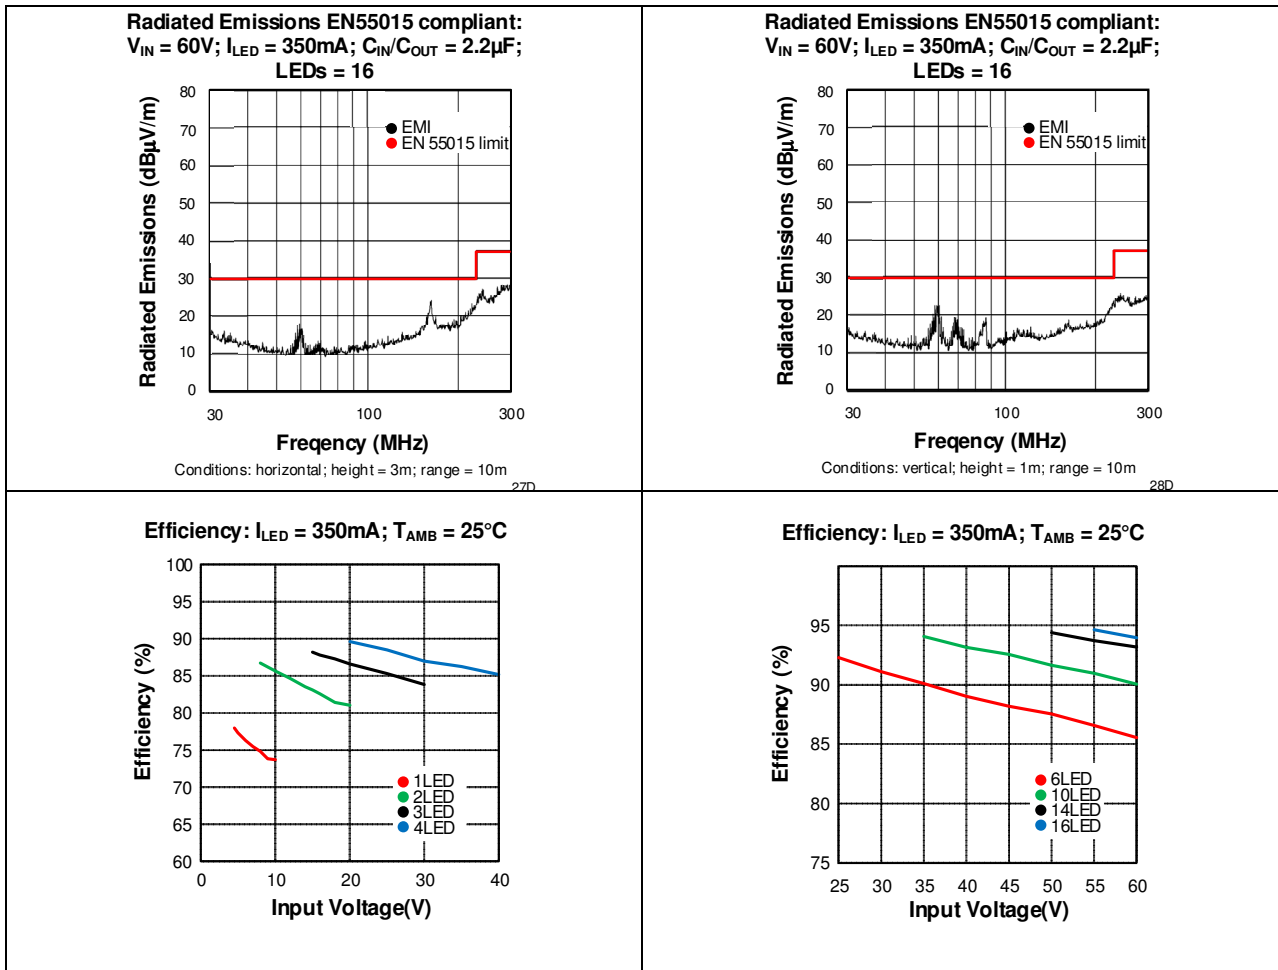 Radiated Emissions EN55015 compliant:
VIN = 60V; ILED = 350mA; CIN/COUT = 2.2µF;
LEDs = 16
Radiated Emissions (dBµV/m)
80
70
60
50
40
30
20
10
0
EMI
EN 55015 limit
30
100
300
Freqency (MHz)
Conditions: horizontal; height = 3m; range = 10m
27D
Radiated Emissions EN55015 compliant:
VIN = 60V; ILED = 350mA; CIN/COUT = 2.2µF;
LEDs = 16
Radiated Emissions (dBµV/m)
80
70
60
50
40
30
20
10
0
EMI
EN 55015 limit
30
100
300
Freqency (MHz)
Conditions: vertical; height = 1m; range = 10m
28D
Efficiency: ILED = 350mA; TAMB = 25°C
Efficiency (%)
100
95
90
85
80
75
70
65
60
1LED
2LED
3LED
4LED
0
10
20
30
40
Input Voltage(V)
Efficiency: ILED = 350mA; TAMB = 25°C
Efficiency (%)
95
90
85
80
75
6LED
10LED
14LED
16LED
25
30
35
40
45
50
55
60
Input Voltage(V)